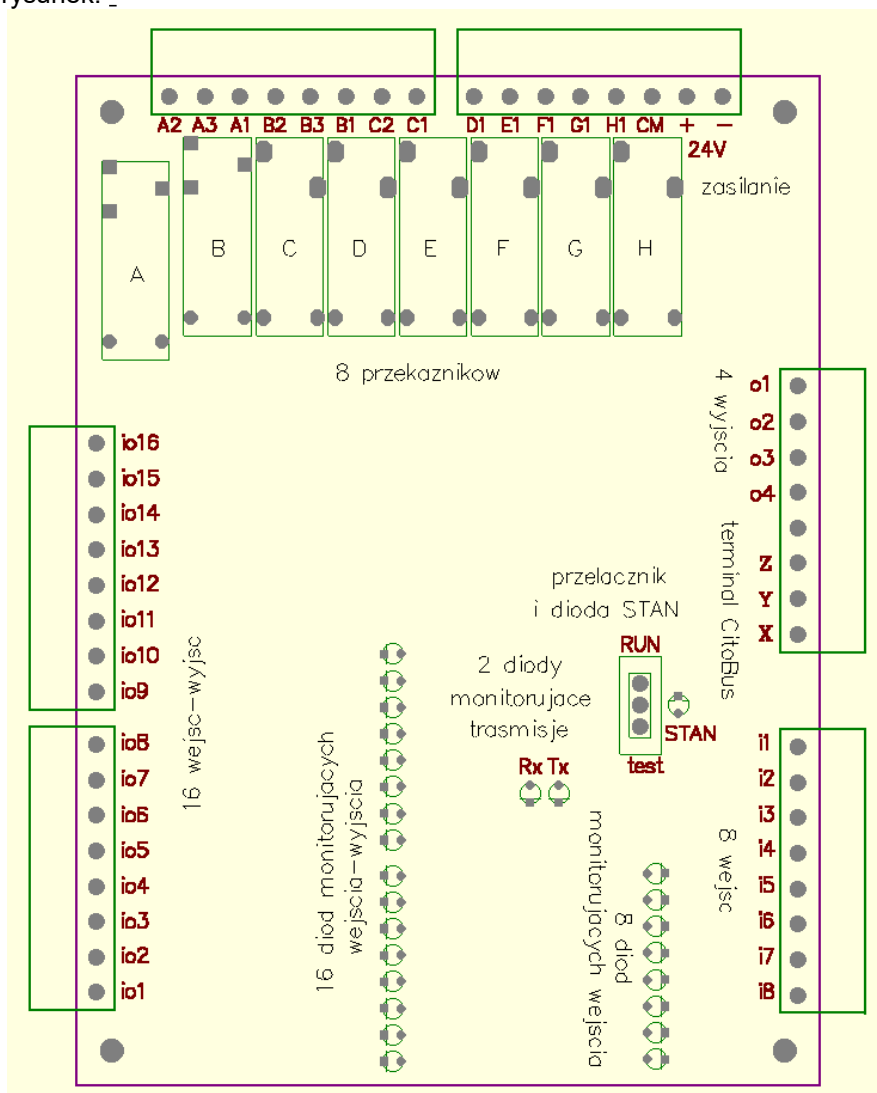 rysunek.
A2 A3 A1 B2 B3 B1 C2 C1 D1 E1 F1 G1 H1 CM + −
24V
zasilanie
A B C D E F G H
8 przekaznikow
4 wyjscia
o1
o2
o3
o4
terminal CitoBus
Z
Y
X
io16
io15
io14
io13
io12
io11
io10
io9
16 wejsc-wyjsc
io8
io7
io6
io5
io4
io3
io2
io1
16 diod monitorujacych
wejscia-wyjscia
przelacznik
i dioda STAN
RUN
STAN
test
2 diody
monitorujace
trasmisje
Rx Tx
8 diod
monitorujacych wejscia
8 wejsc
i1
i2
i3
i4
i5
i6
i7
i8